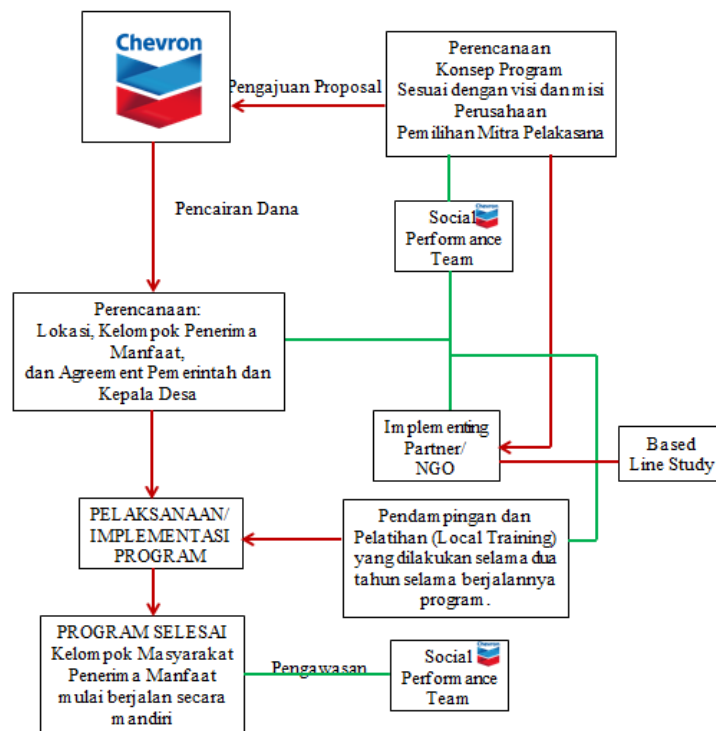 Chevron
Pengajuan Proposal
Perencanaan
Konsep Program
Sesuai dengan visi dan misi
Perusahaan
Pemilihan Mitra Pelakasana
Pencairan Dana
Social
Chevron
Performance
Team
Perencanaan:
Lokasi, Kelompok Penerima
Manfaat,
dan Agreement Pemerintah dan
Kepala Desa
Implementing
Partner/
NGO
Based
Line Study
PELAKSANAAN/
IMPLEMENTASI
PROGRAM
Pendampingan dan
Pelatihan (Local Training)
yang dilakukan selama dua
tahun selama berjalannya
program.
PROGRAM SELESAI
Kelompok Masyarakat
Penerima Manfaat
mulai berjalan secara
mandiri
Pengawasan
Social
Chevron
Performance
Team